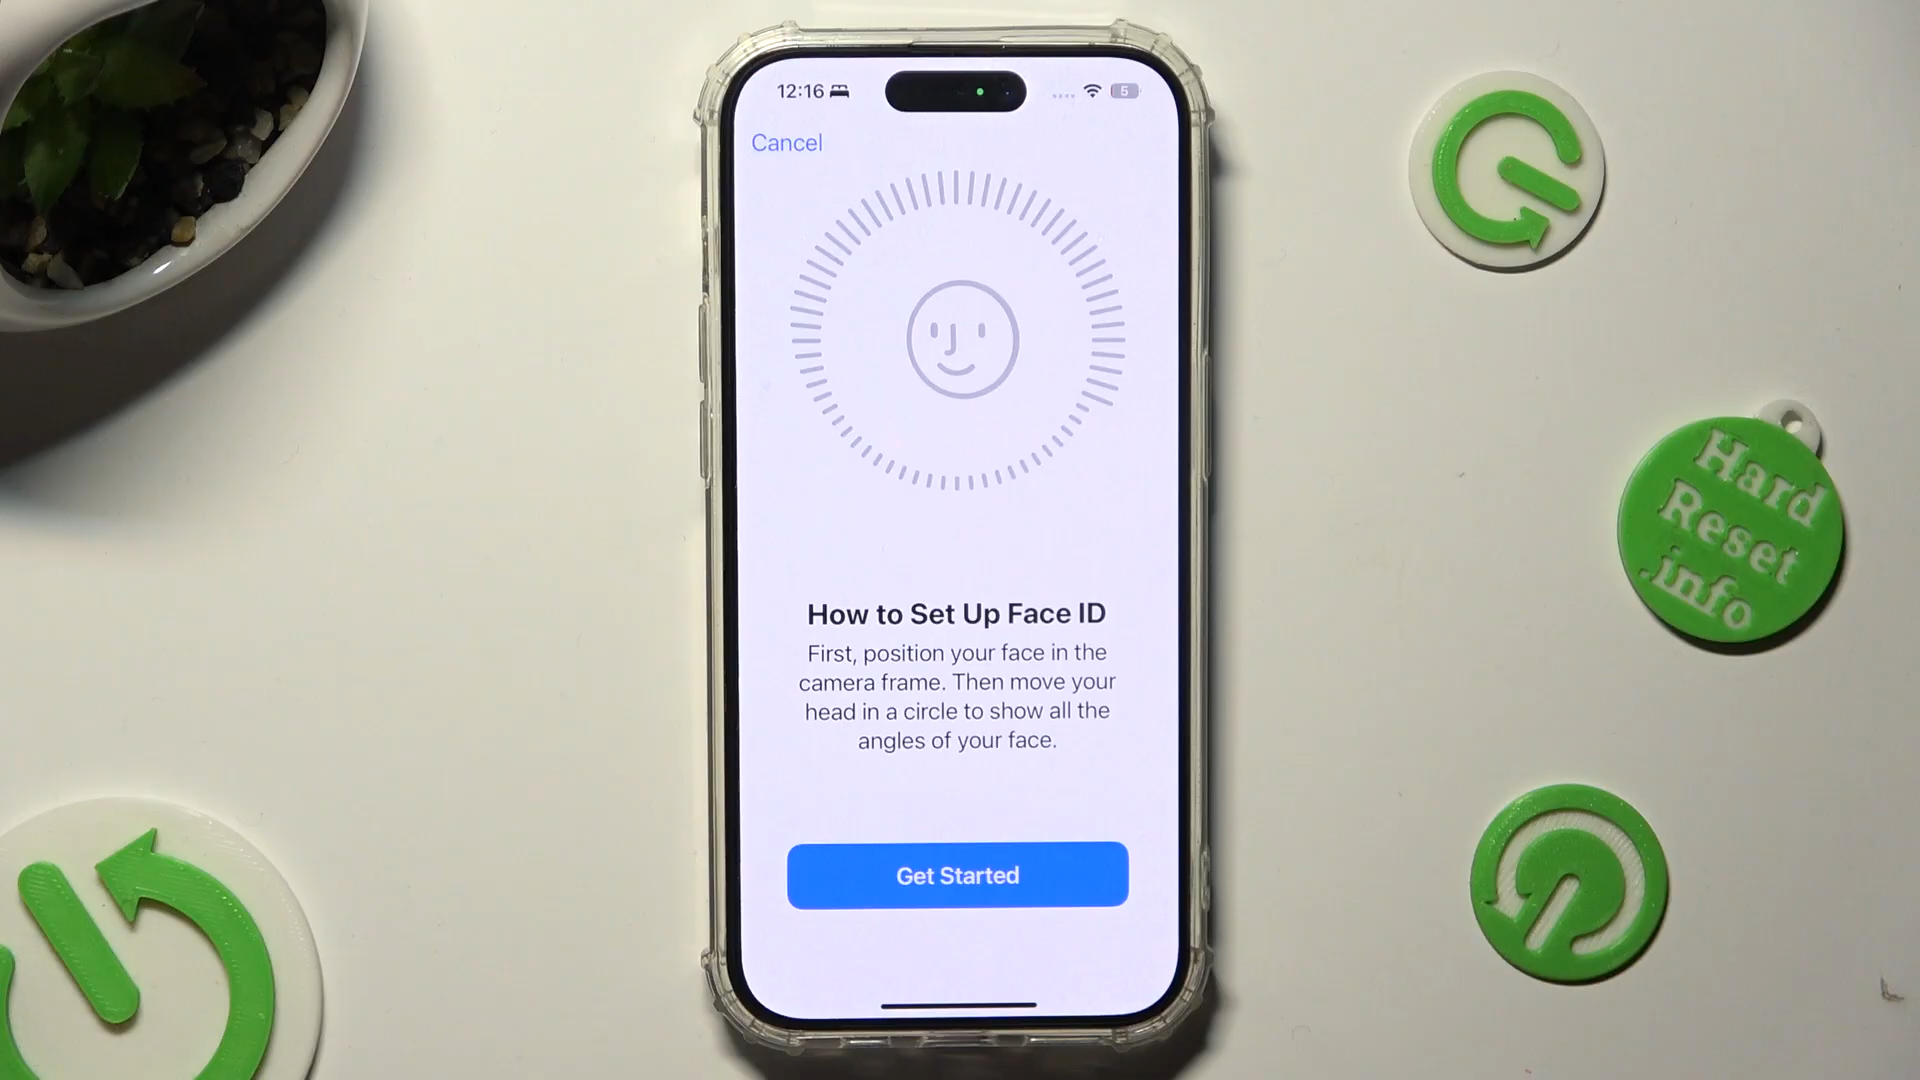 12:16
5
Cancel
How to Set Up Face ID
First, position your face in the
camera frame. Then move your
head in a circle to show all the
angles of your face.
Get Started
Hard
Reset
.info